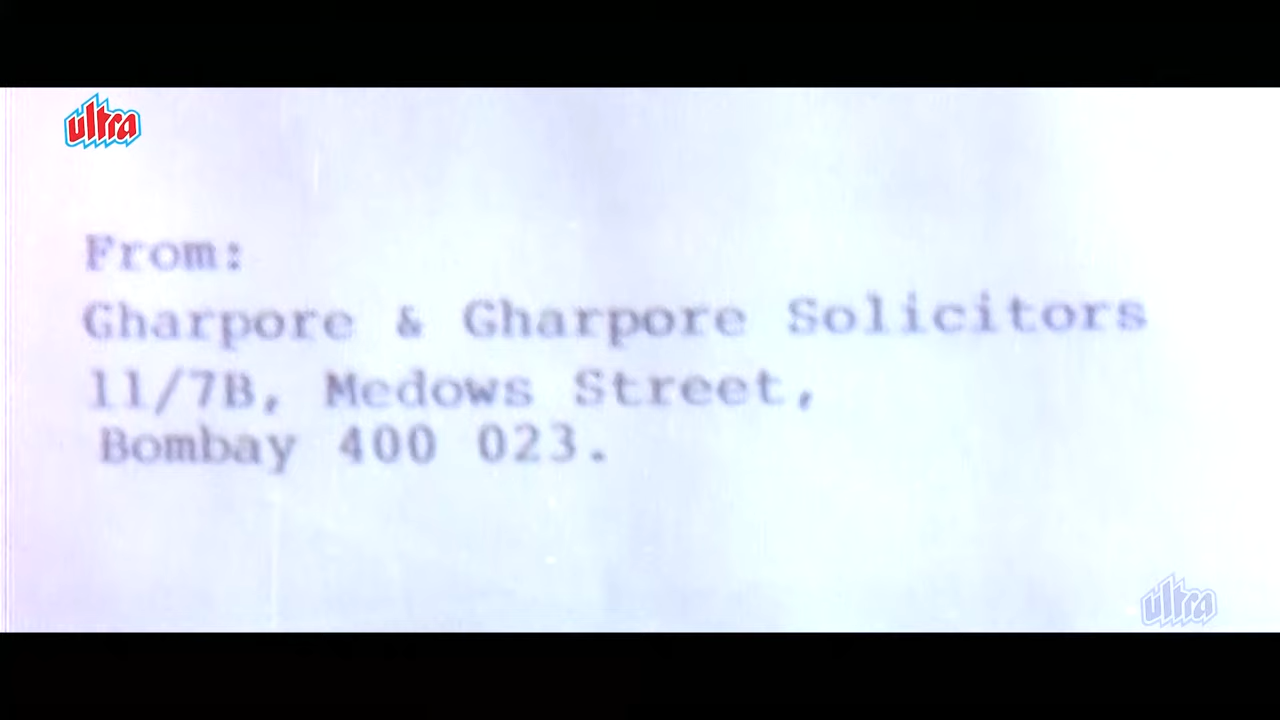 ultra
From:
Gharpore & Gharpore Solicitors
11/7B, Medows Street,
Bombay 400 023.
ultra